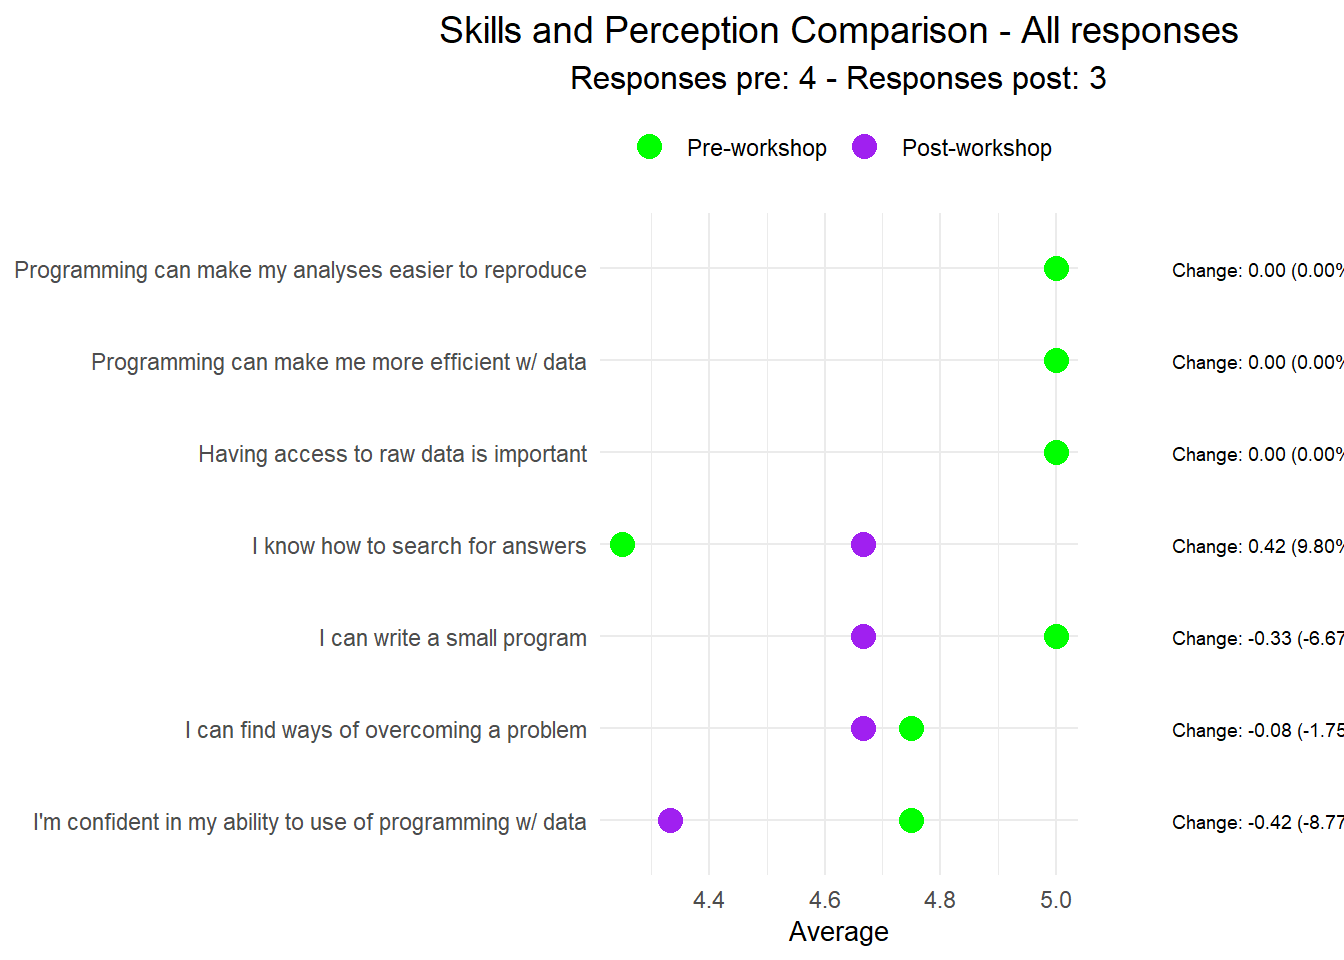 Skills and Perception Comparison - All responses
Responses pre: 4 - Responses post: 3
Pre-workshop Post-workshop
Programming can make my analyses easier to reproduce Change: 0.00 (0.00%
Programming can make me more efficient w/ data Change: 0.00 (0.00%
Having access to raw data is important Change: 0.00 (0.00%
I know how to search for answers Change: 0.42 (9.80%
I can write a small program Change: -0.33 (-6.67
I can find ways of overcoming a problem Change: -0.08 (-1.75
I'm confident in my ability to use of programming w/ data Change: -0.42 (-8.77
4.4 4.6 4.8 5.0
Average